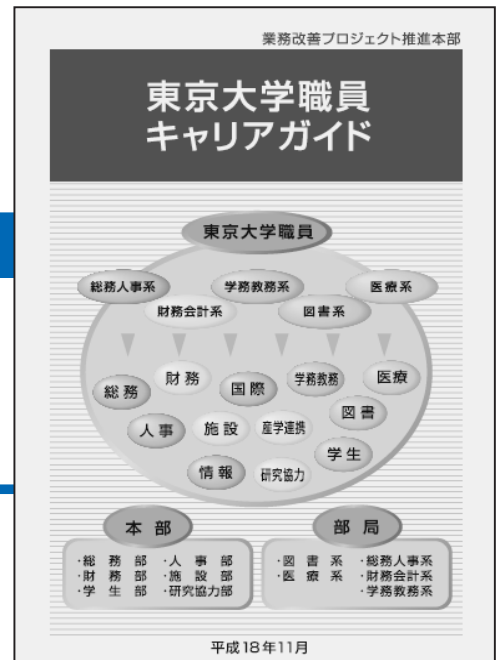 業務改善プロジェクト推進本部
東京大学職員
キャリアガイド
東京大学職員
総務人事系 学務教務系 医療系
財務会計系 図書系
総務 財務 国際 学務教務 医療
人事 施設 産学連携 図書
情報 研究協力 学生
本部
・総務部 ・人事部
・財務部 ・施設部
・学生部 ・研究協力部
部局
・図書系 ・総務人事系
・医療系 ・財務会計系
・学務教務系
平成18年11月